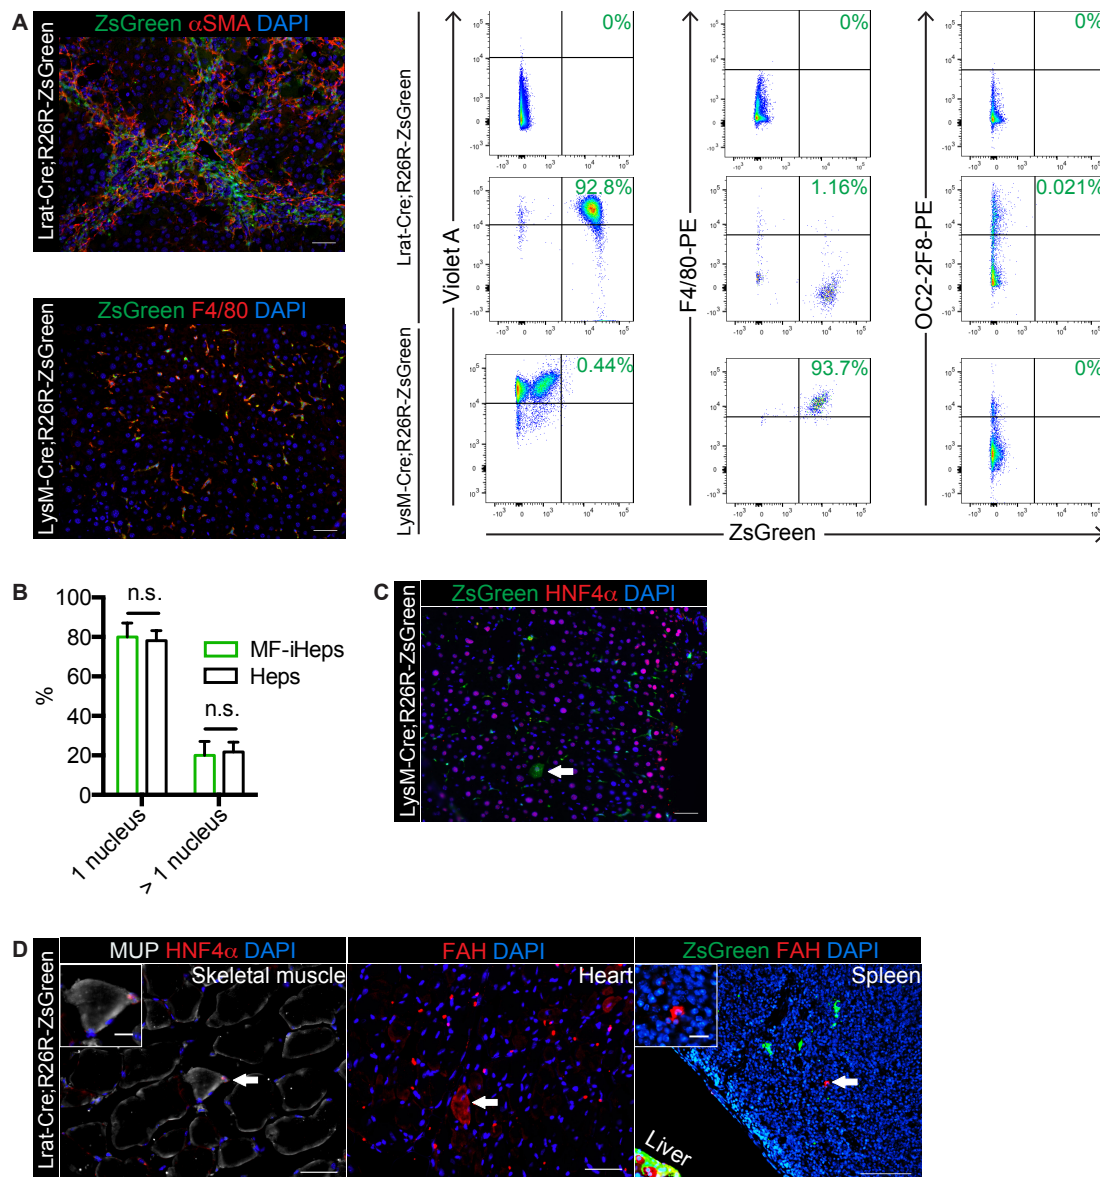 A
ZsGreen αSMA DAPI
Lrat-Cre;R26R-ZsGreen
ZsGreen F4/80 DAPI
LysM-Cre;R26R-ZsGreen
Lrat-Cre;R26R-ZsGreen
LysM-Cre;R26R-ZsGreen
Violet A
F4/80-PE
OC2-2F8-PE
0%
0%
0%
92.8%
1.16%
0.021%
0.44%
93.7%
0%
ZsGreen
B
100
80
60
40
20
0
%
n.s.
n.s.
MF-iHeps
Heps
1 nucleus
> 1 nucleus
C
ZsGreen HNF4α DAPI
LysM-Cre;R26R-ZsGreen
D
Lrat-Cre;R26R-ZsGreen
MUP HNF4α DAPI
Skeletal muscle
FAH DAPI
Heart
ZsGreen FAH DAPI
Spleen
Liver